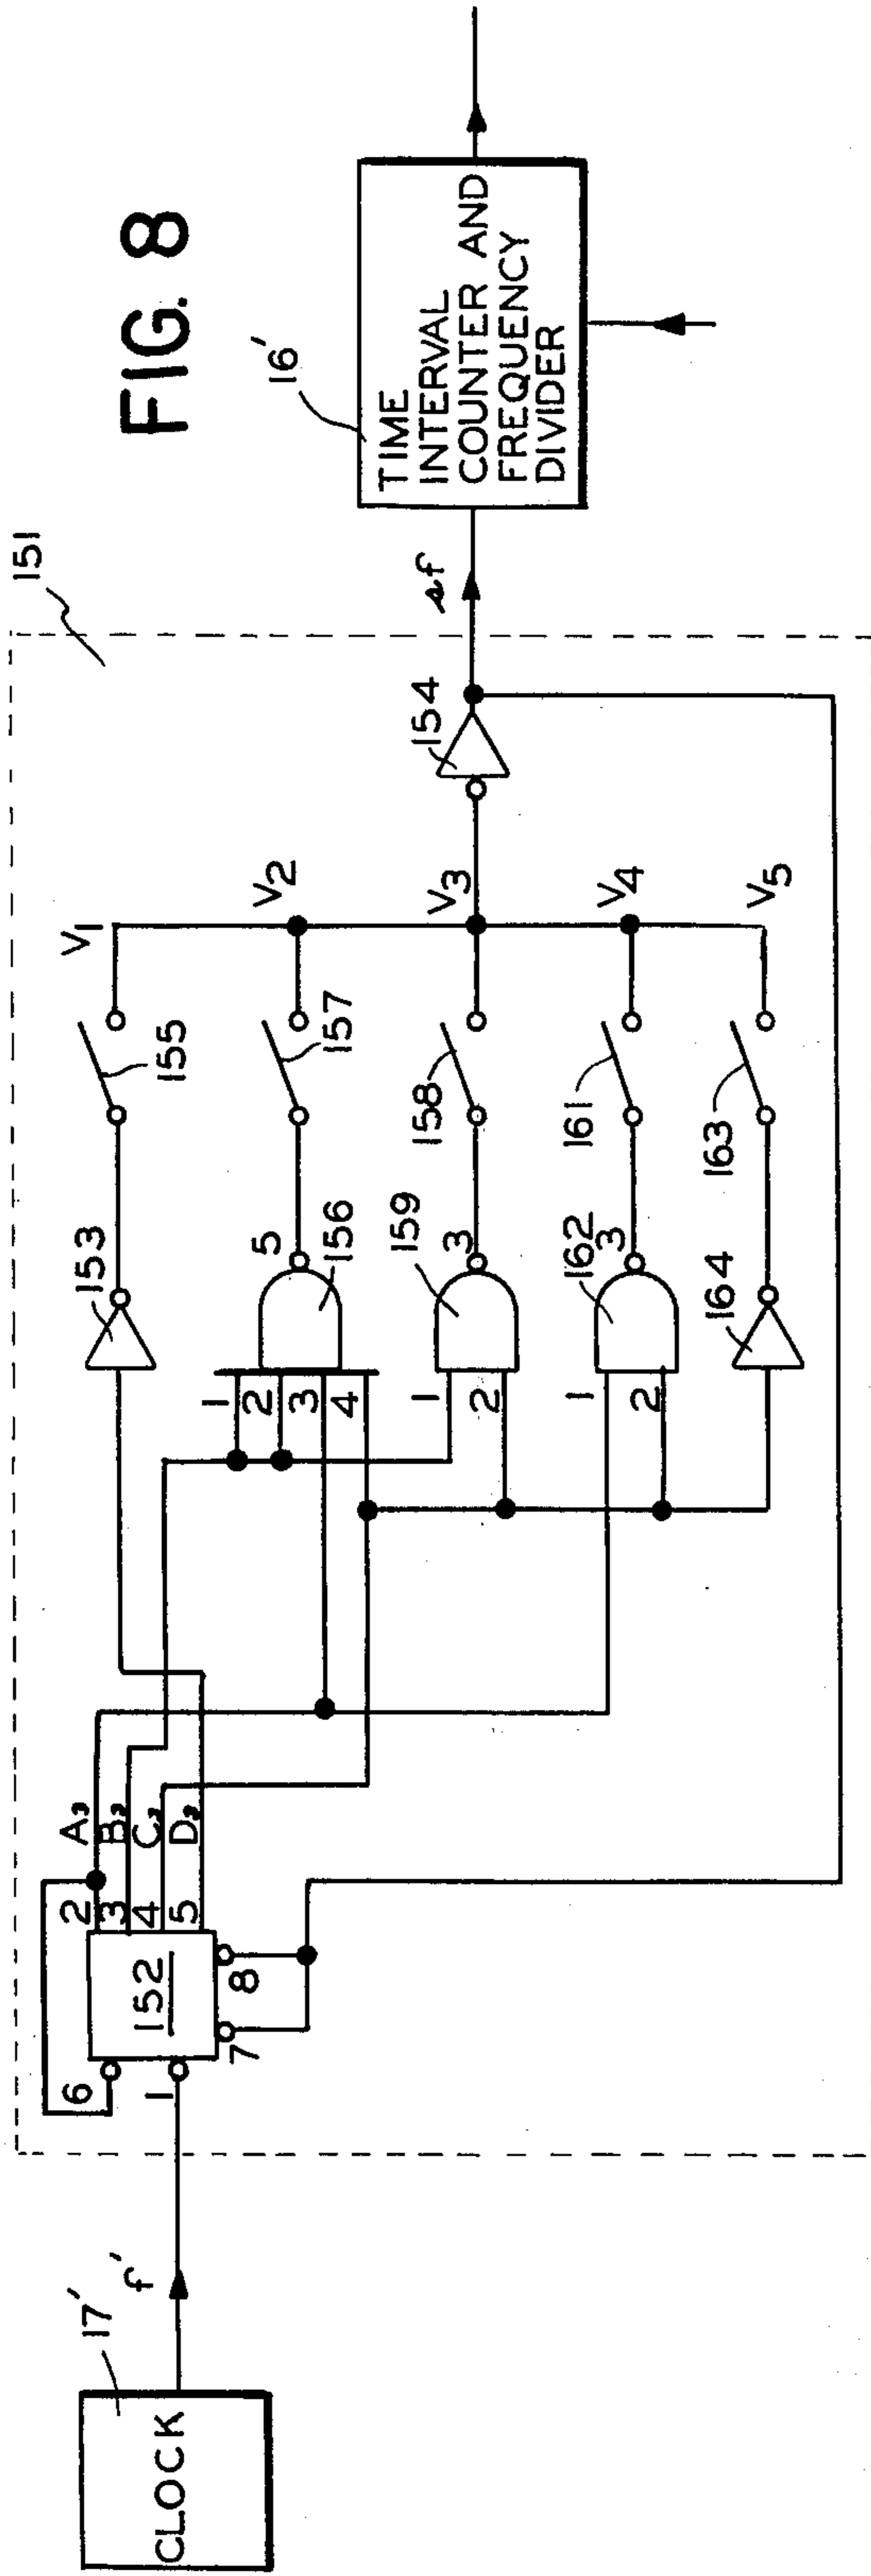 FIG. 8
151
16'
TIME
INTERVAL
COUNTER AND
FREQUENCY
DIVIDER
sf
154
V1
V2
V3
V4
V5
155
157
158
161
163
153
5
156
159
3
162
3
164
1
2
3
4
1
2
1
2
A3
B3
C3
D3
2
3
4
5
6
1
152
7
8
f'
17'
CLOCK